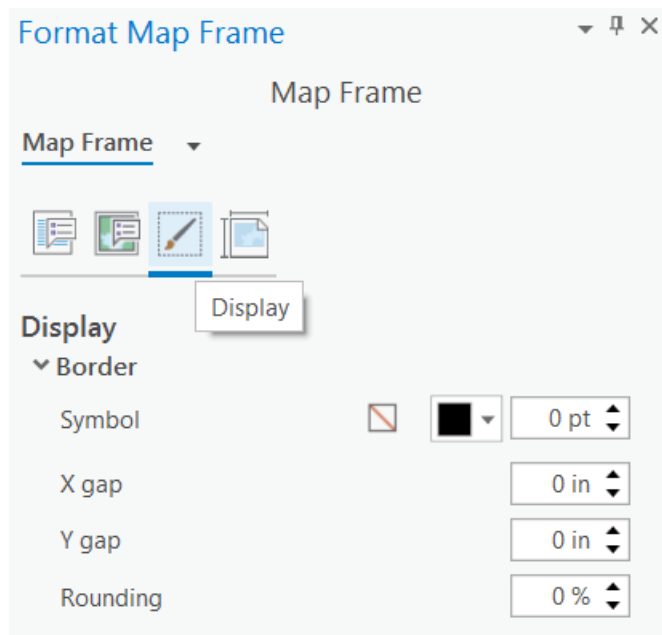 Format Map Frame
Map Frame
Map Frame
Display
Display
Border
Symbol 0 pt
X gap 0 in
Y gap 0 in
Rounding 0 %